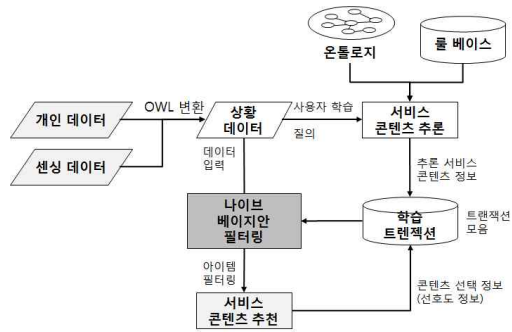 온톨로지
룰 베이스
OWL 변환
개인 데이터
센싱 데이터
상황
데이터
사용자 학습
질의
서비스
콘텐츠 추론
데이터
입력
추론 서비스
콘텐츠 정보
나이브
베이지안
필터링
학습
트렌젝션
트랜잭션
모음
아이템
필터링
콘텐츠 선택 정보
(선호도 정보)
서비스
콘텐츠 추천